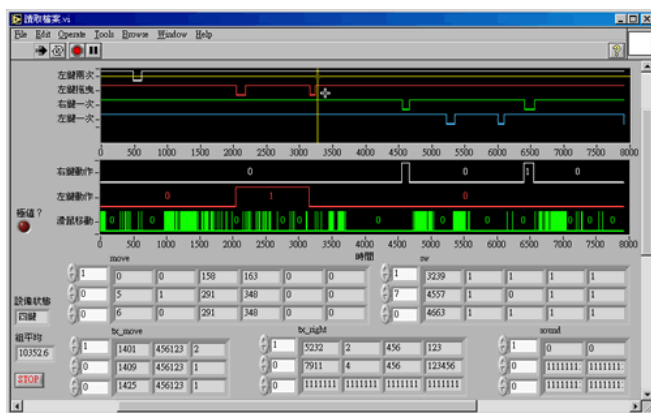 讀取檔案.vi
File Edit Operate Tools Browse Window Help
左鍵兩次
左鍵拖曳
右鍵一次
左鍵一次
0 500 1000 1500 2000 2500 3000 3500 4000 4500 5000 5500 6000 6500 7000 7500 8000
右鍵動作 0 0 1 0
左鍵動作 0 1 0
滑鼠移動 0 0 0 0 0 0 0 0
極值？
0 500 1000 1500 2000 2500 3000 3500 4000 4500 5000 5500 6000 6500 7000 7500 8000
時間
move sw
1 0 0 158 163 0 0 1 3239 1 1 1 1
0 5 1 291 348 0 0 7 4557 1 0 1 1
0 6 0 291 348 0 0 0 4663 1 1 1 1
設備狀態
四鍵
組平均
10352.6
STOP
tx_move tx_right sound
1 1401 456123 2 1 5232 2 456 123 1 0 0
0 1409 456123 1 0 7911 4 456 123456 0 1111111
0 1425 456123 1 0 1111111 1111111 1111111 1111111 0 1111111